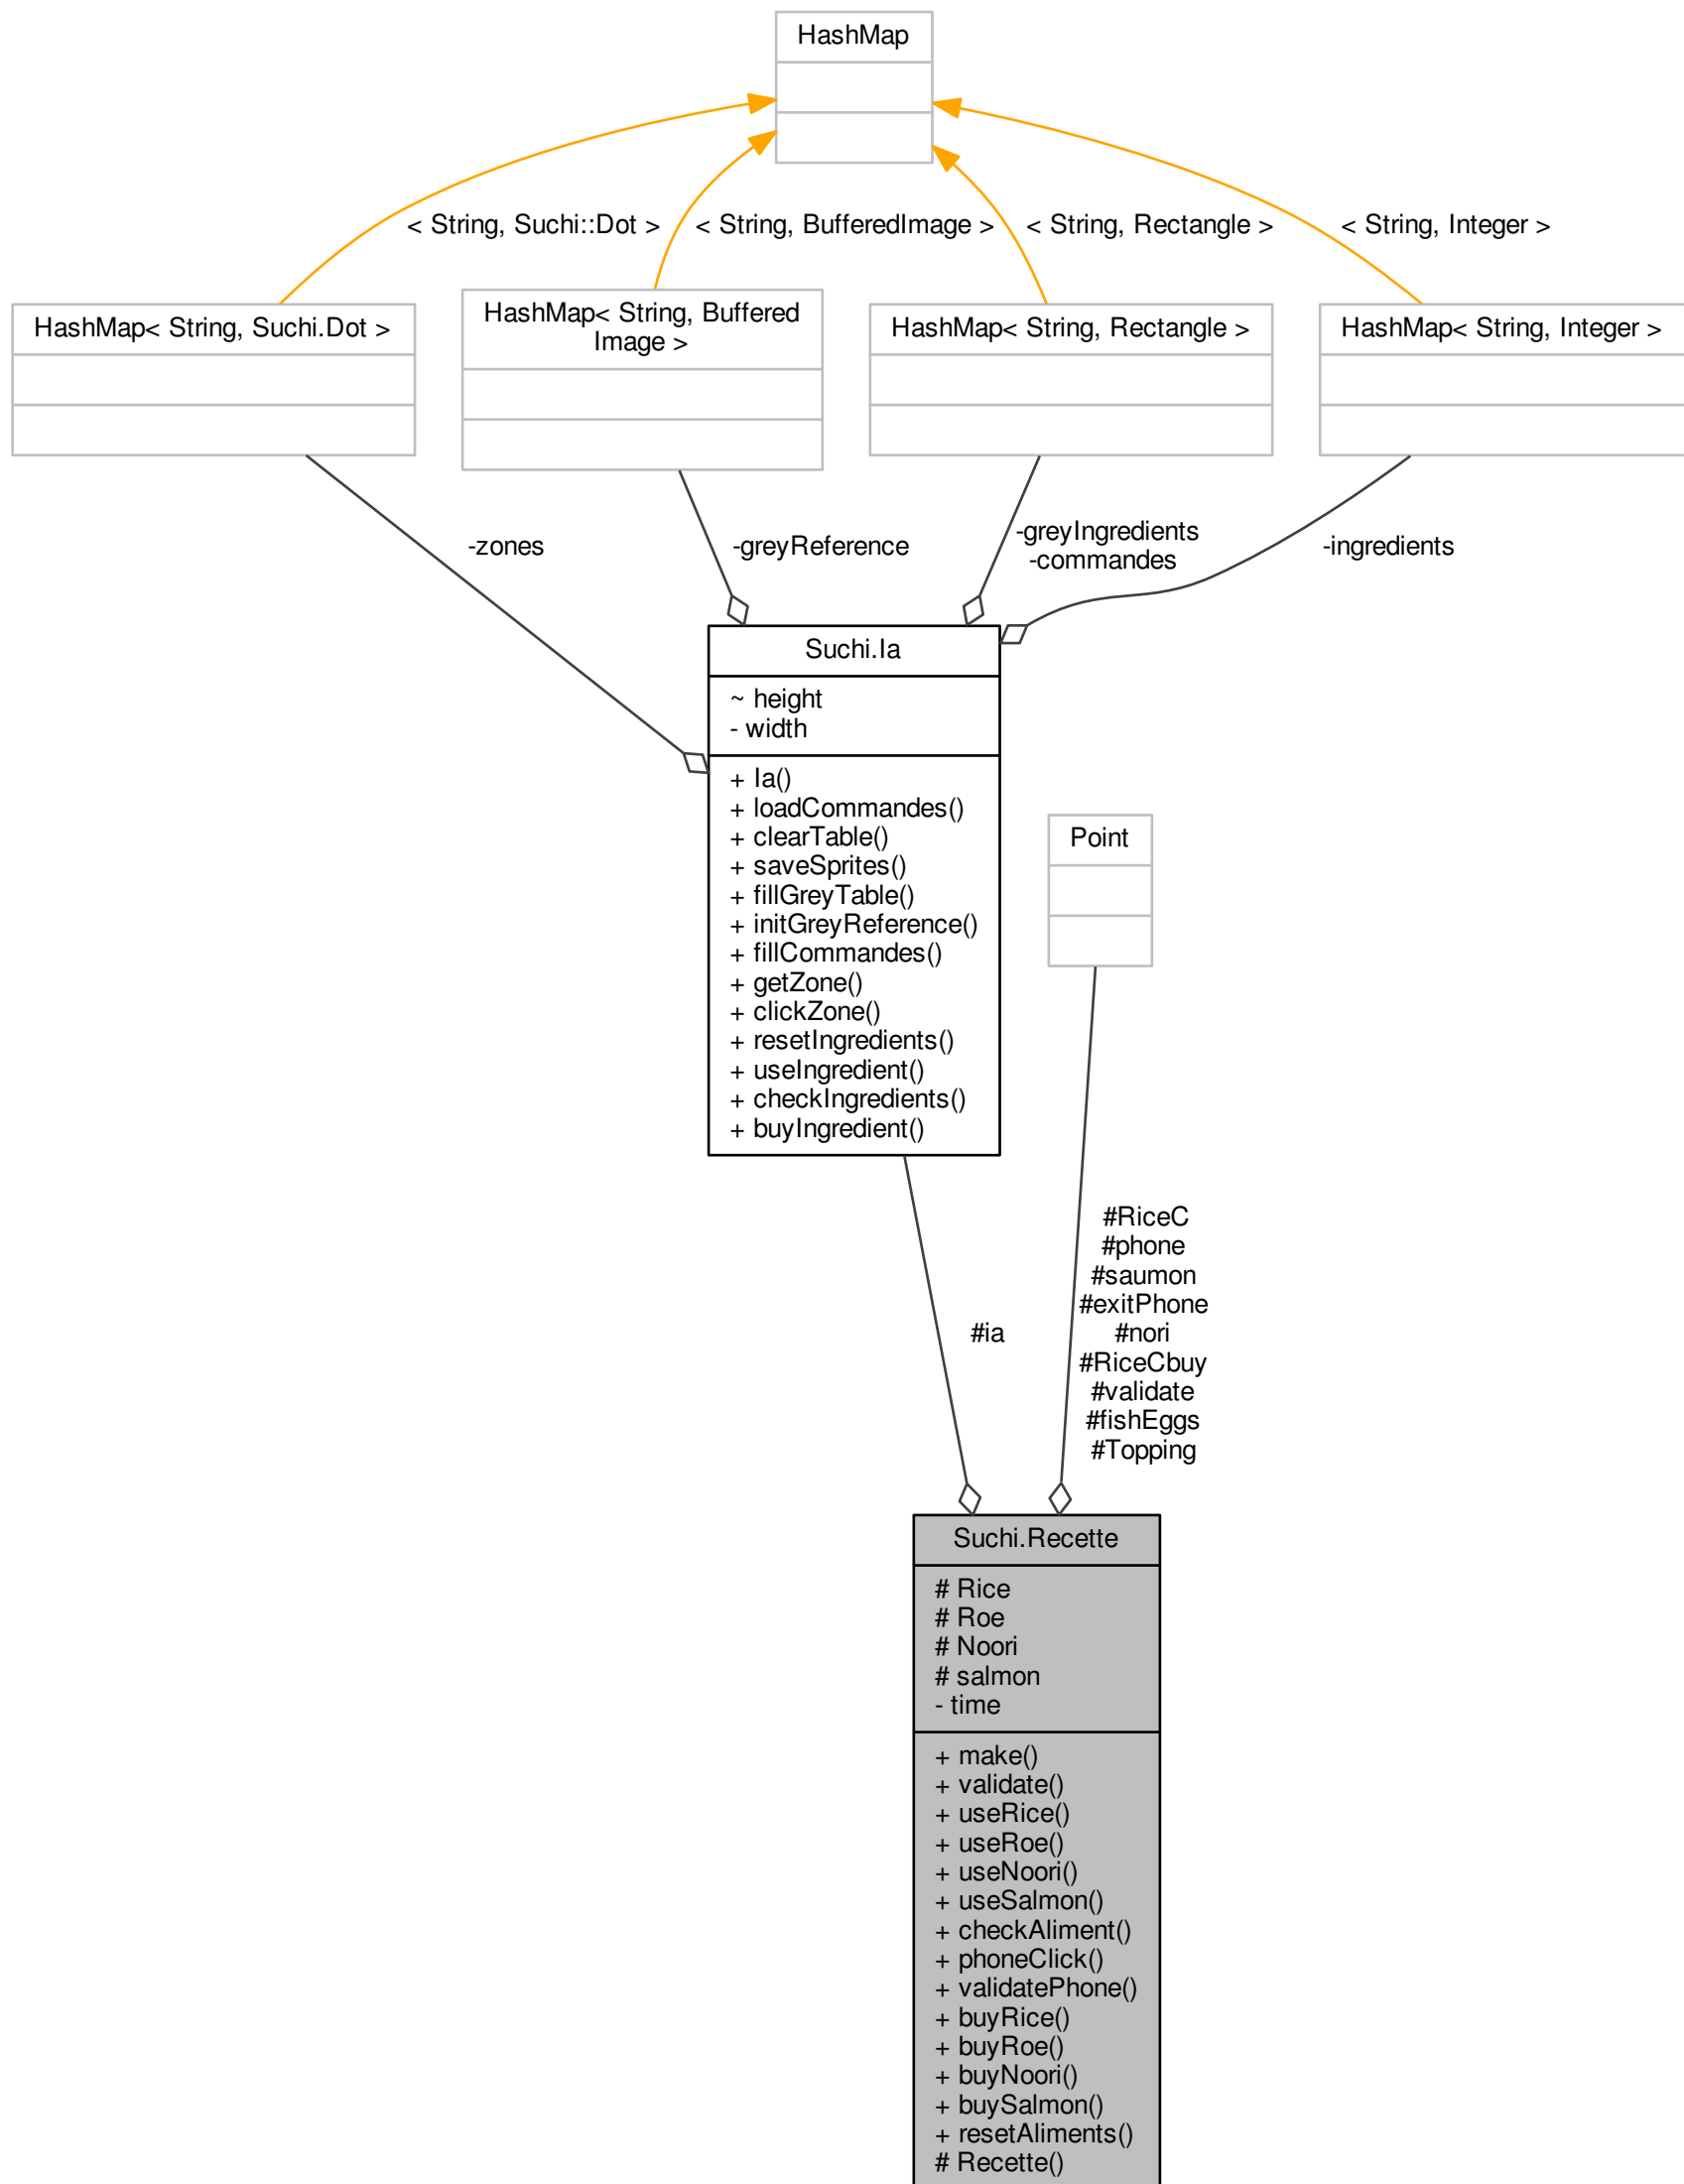 HashMap
< String, Suchi::Dot >
< String, BufferedImage >
< String, Rectangle >
< String, Integer >
HashMap< String, Suchi.Dot >
HashMap< String, Buffered
Image >
HashMap< String, Rectangle >
HashMap< String, Integer >
-zones
-greyReference
-greyIngredients
-commandes
-ingredients
Suchi.Ia
~ height
- width
+ Ia()
+ loadCommandes()
+ clearTable()
+ saveSprites()
+ fillGreyTable()
+ initGreyReference()
+ fillCommandes()
+ getZone()
+ clickZone()
+ resetIngredients()
+ useIngredient()
+ checkIngredients()
+ buyIngredient()
Point
#ia
#RiceC
#phone
#saumon
#exitPhone
#nori
#RiceCbuy
#validate
#fishEggs
#Topping
Suchi.Recette
# Rice
# Roe
# Noori
# salmon
- time
+ make()
+ validate()
+ useRice()
+ useRoe()
+ useNoori()
+ useSalmon()
+ checkAliment()
+ phoneClick()
+ validatePhone()
+ buyRice()
+ buyRoe()
+ buyNoori()
+ buySalmon()
+ resetAliments()
# Recette()